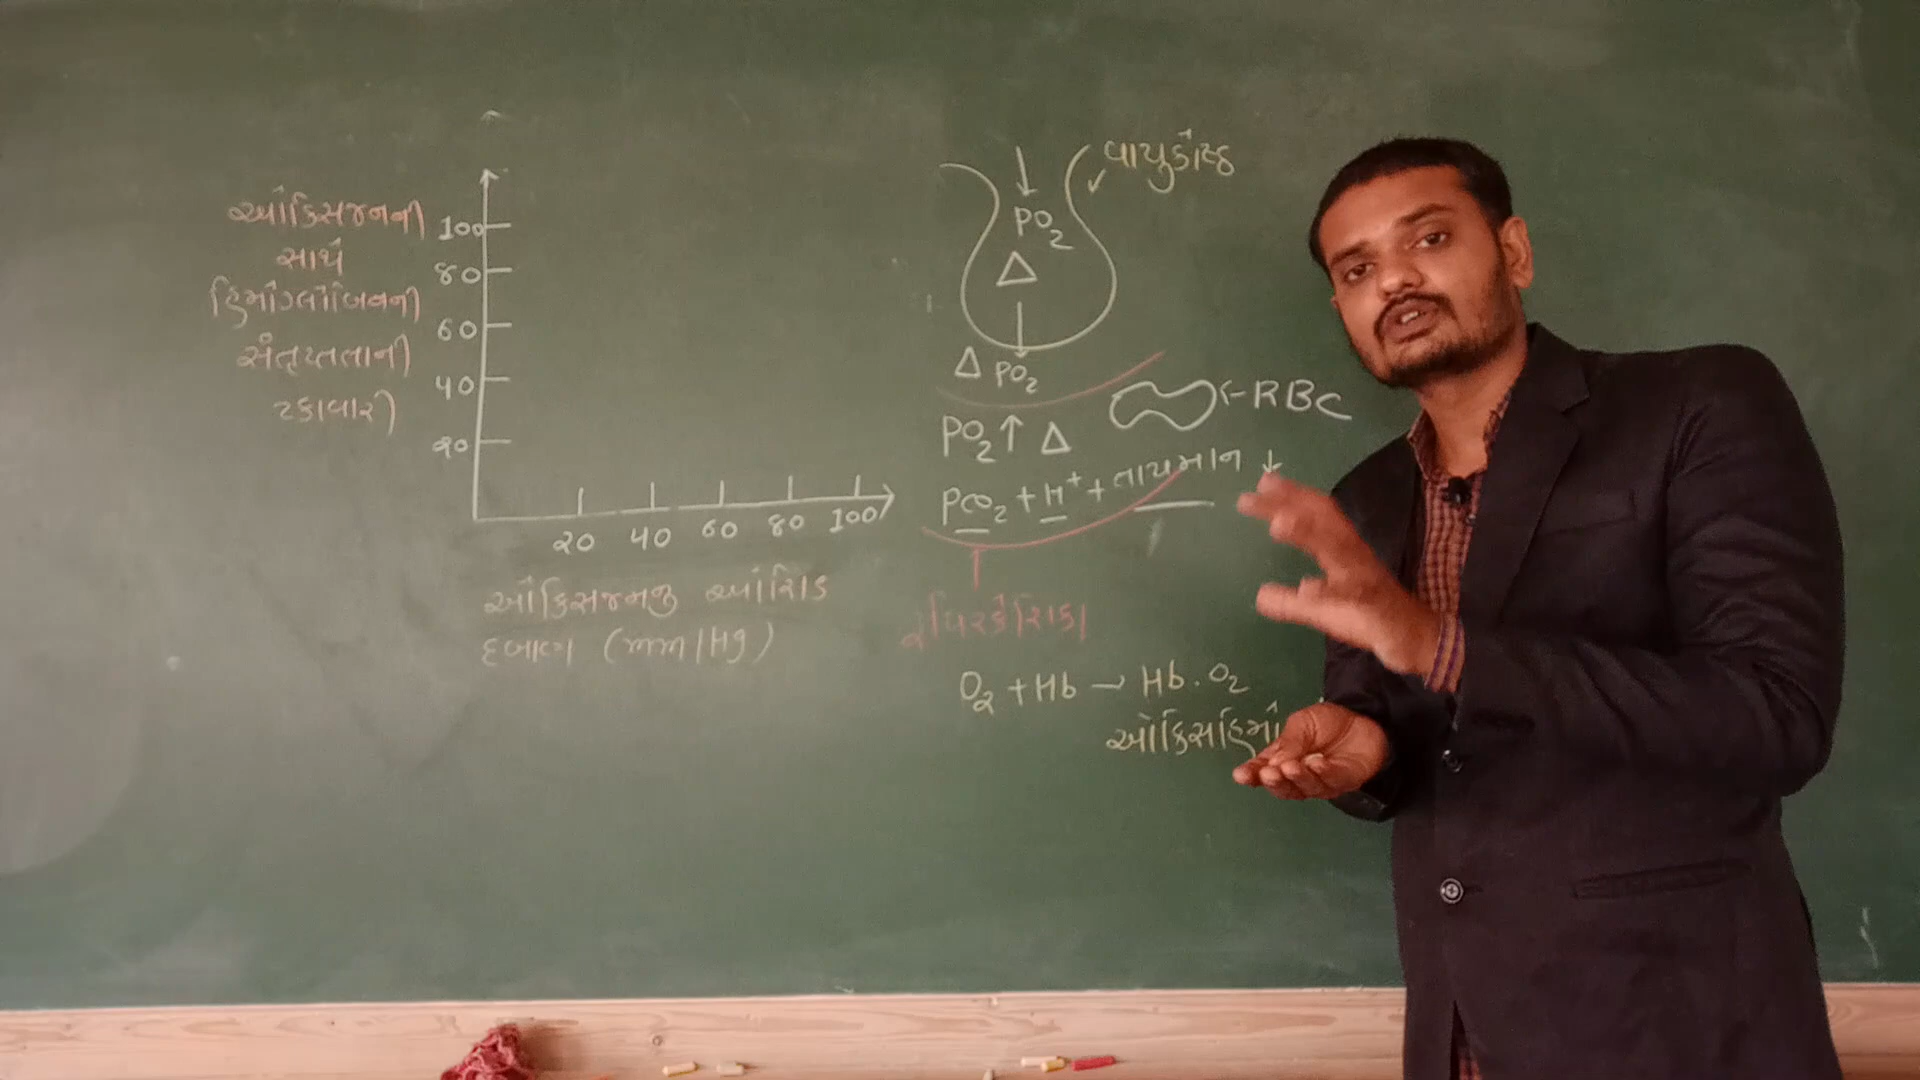 ઓક્સિજનની
સાથે
હિમોગ્લોબિનની
સંતૃપ્તતાની
ટકાવારી
100
80
60
40
20
20 40 60 80 100
ઓક્સિજનનુ આંશિક
દબાણ (mm/Hg)
વાયુકોષ્ઠ
PO₂
△
△ PO₂
PO₂↑ △
←RBC
PCO₂ + H⁺ + તાપમાન ↓
રુધિરકેશિકા
O₂ + Hb → Hb.O₂
ઓક્સિહિમો